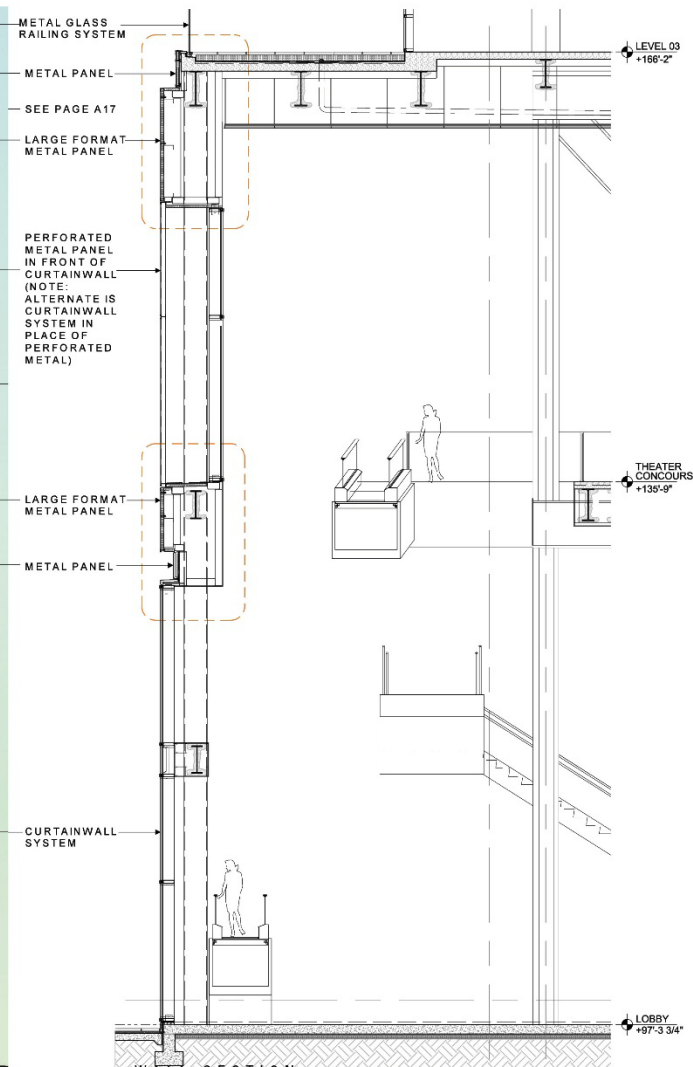 METAL GLASS
RAILING SYSTEM
METAL PANEL
SEE PAGE A17
LARGE FORMAT
METAL PANEL
PERFORATED
METAL PANEL
IN FRONT OF
CURTAINWALL
(NOTE:
ALTERNATE IS
CURTAINWALL
SYSTEM IN
PLACE OF
PERFORATED
METAL)
LARGE FORMAT
METAL PANEL
METAL PANEL
CURTAINWALL
SYSTEM
LEVEL 03
+166'-2"
THEATER
CONCOURS
+135'-9"
LOBBY
+97'-3 3/4"